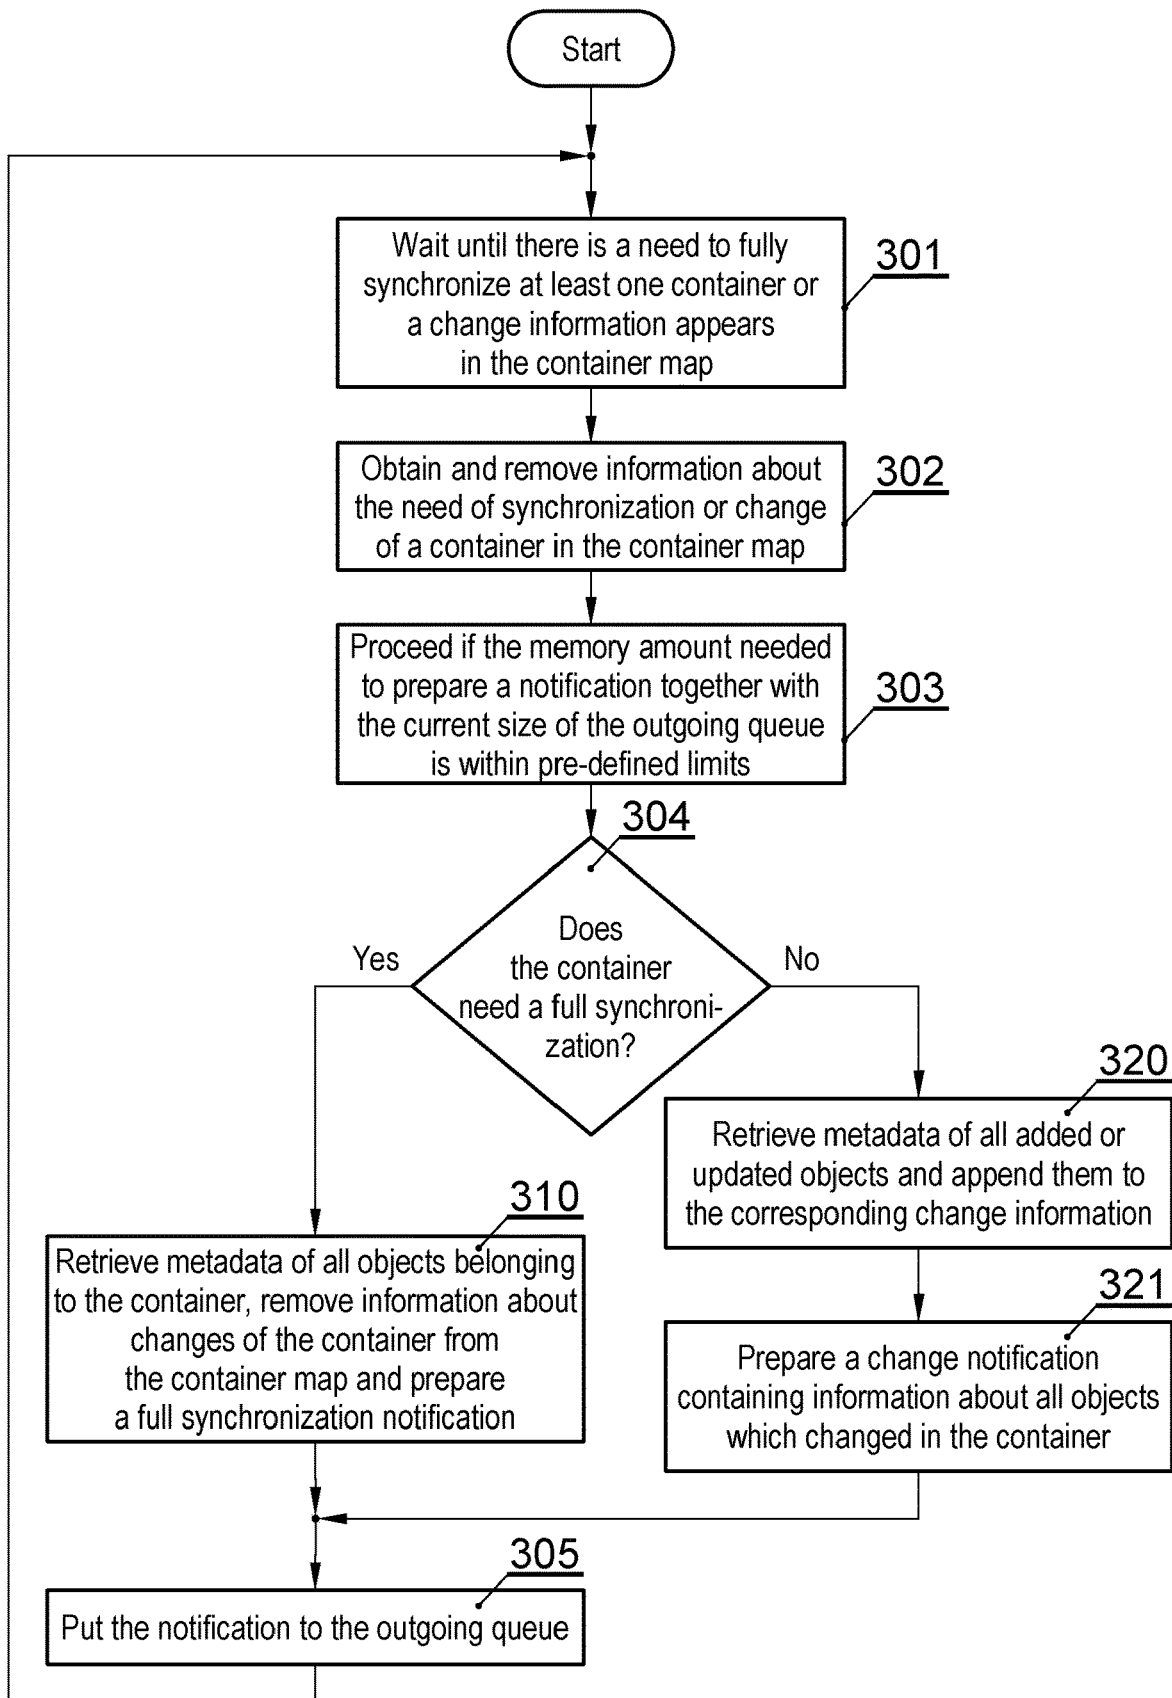 Start
Wait until there is a need to fully
synchronize at least one container or
a change information appears
in the container map
301
Obtain and remove information about
the need of synchronization or change
of a container in the container map
302
Proceed if the memory amount needed
to prepare a notification together with
the current size of the outgoing queue
is within pre-defined limits
303
304
Does
the container
need a full synchroni-
zation?
Yes
No
320
Retrieve metadata of all added or
updated objects and append them to
the corresponding change information
310
Retrieve metadata of all objects belonging
to the container, remove information about
changes of the container from
the container map and prepare
a full synchronization notification
321
Prepare a change notification
containing information about all objects
which changed in the container
305
Put the notification to the outgoing queue